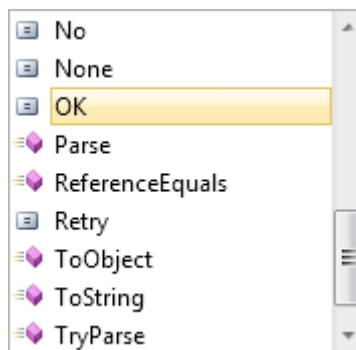 No
None
OK
Parse
ReferenceEquals
Retry
ToObject
ToString
TryParse